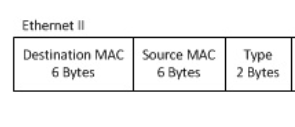 Ethernet II
Destination MAC
6 Bytes
Source MAC
6 Bytes
Type
2 Bytes